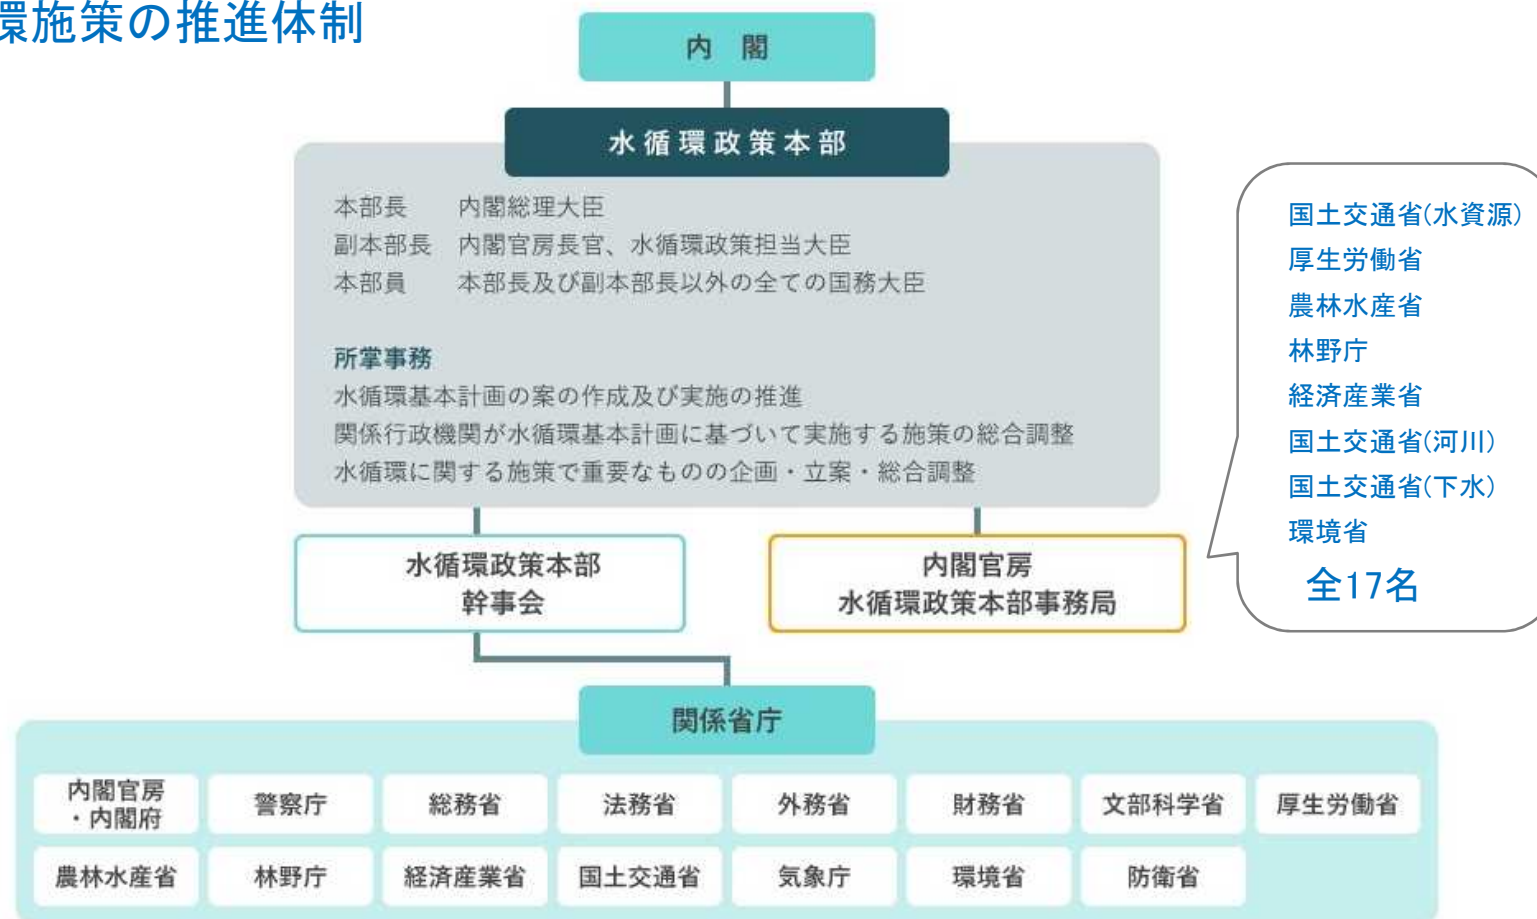 環施策の推進体制
内 閣
水循環政策本部
本部長 内閣総理大臣
副本部長 内閣官房長官、水循環政策担当大臣
本部員 本部長及び副本部長以外の全ての国務大臣
所掌事務
水循環基本計画の案の作成及び実施の推進
関係行政機関が水循環基本計画に基づいて実施する施策の総合調整
水循環に関する施策で重要なものの企画・立案・総合調整
水循環政策本部
幹事会
内閣官房
水循環政策本部事務局
国土交通省(水資源)
厚生労働省
農林水産省
林野庁
経済産業省
国土交通省(河川)
国土交通省(下水)
環境省
全17名
関係省庁
内閣官房
・内閣府
警察庁
総務省
法務省
外務省
財務省
文部科学省
厚生労働省
農林水産省
林野庁
経済産業省
国土交通省
気象庁
環境省
防衛省